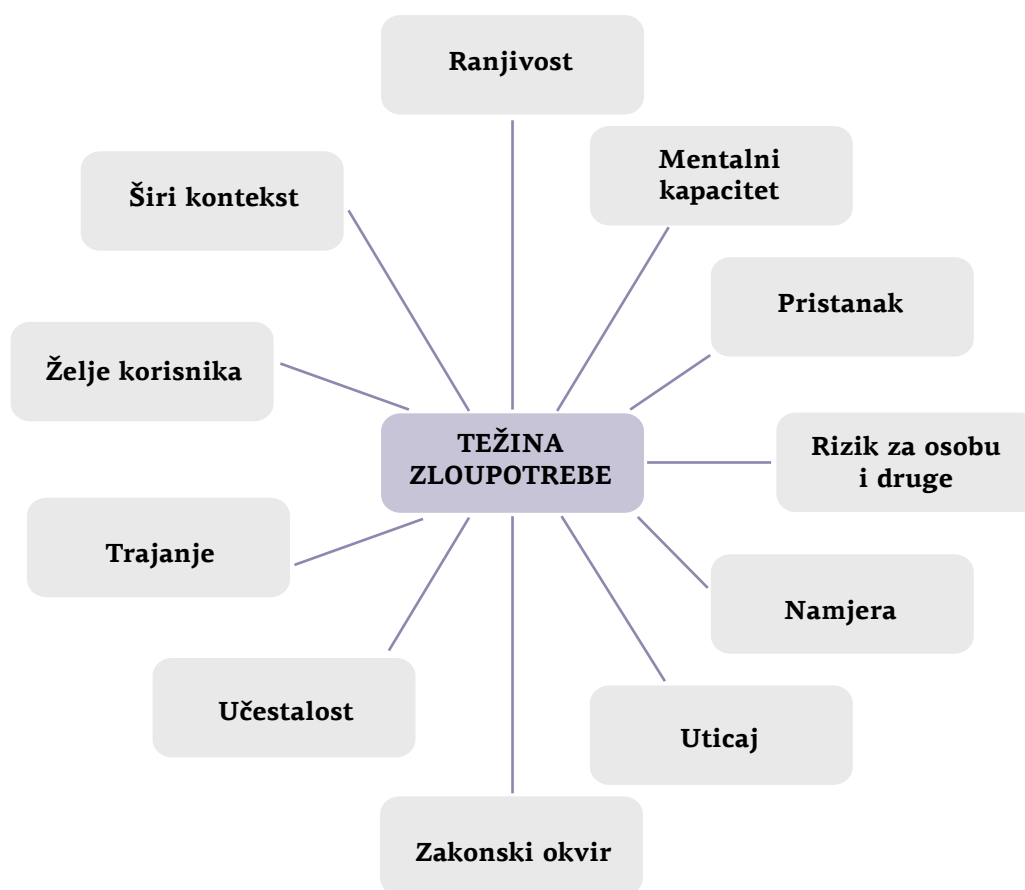 Ranjivost
Mentalni
kapacitet
Širi kontekst
Pristanak
Želje korisnika
TEŽINA
ZLOUPOTREBE
Rizik za osobu
i druge
Trajanje
Namjera
Učestalost
Uticaj
Zakonski okvir